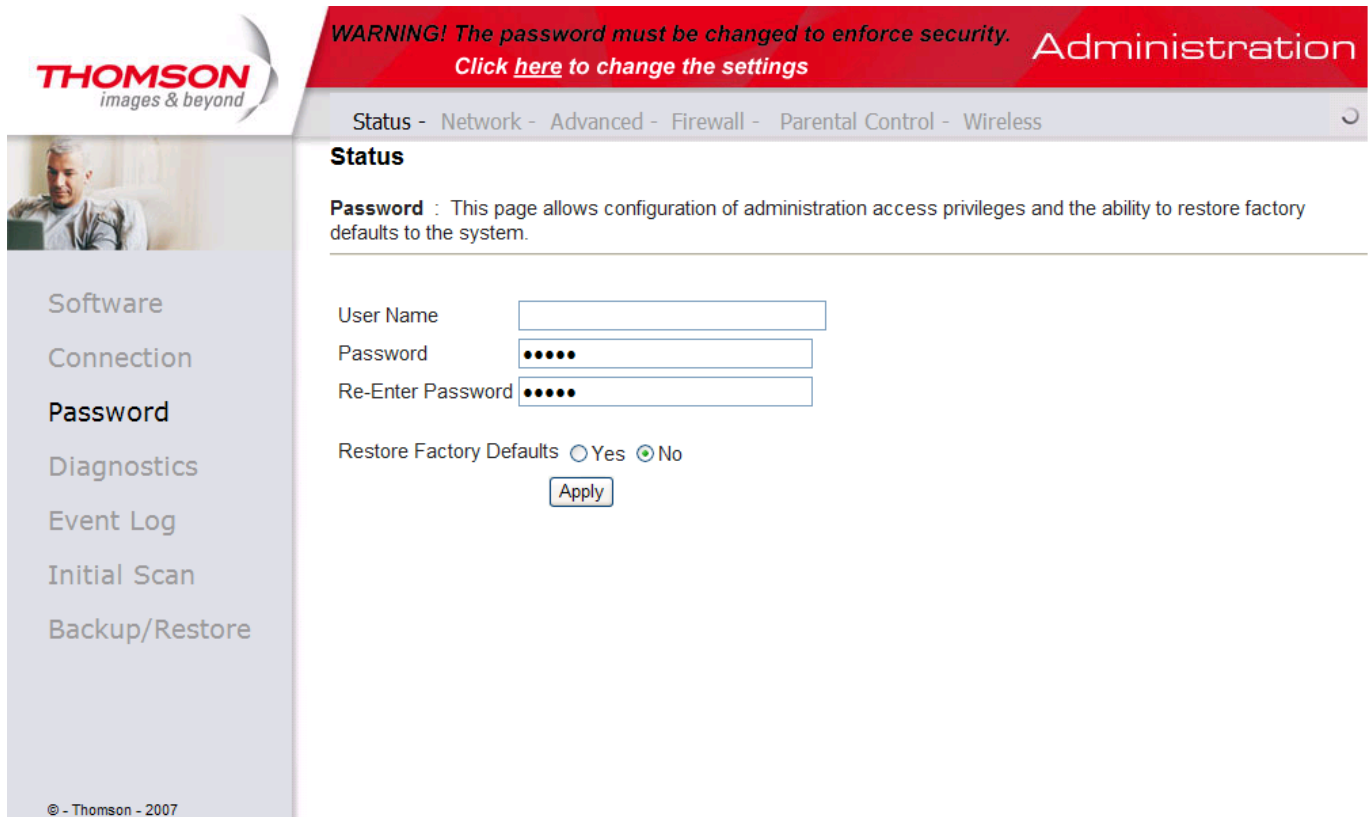 THOMSON
images & beyond
WARNING! The password must be changed to enforce security.
Click here to change the settings
Administration
Status - Network - Advanced - Firewall - Parental Control - Wireless
Status
Password : This page allows configuration of administration access privileges and the ability to restore factory
defaults to the system.
Software
Connection
Password
Diagnostics
Event Log
Initial Scan
Backup/Restore
User Name
Password •••••
Re-Enter Password •••••
Restore Factory Defaults Yes No
Apply
© - Thomson - 2007